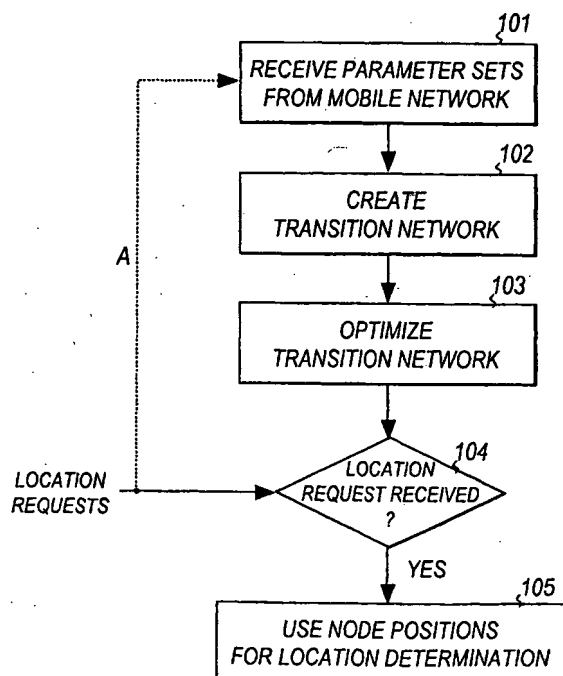 101
RECEIVE PARAMETER SETS
FROM MOBILE NETWORK
102
CREATE
TRANSITION NETWORK
A
103
OPTIMIZE
TRANSITION NETWORK
104
LOCATION
REQUEST RECEIVED
?
LOCATION
REQUESTS
YES
105
USE NODE POSITIONS
FOR LOCATION DETERMINATION